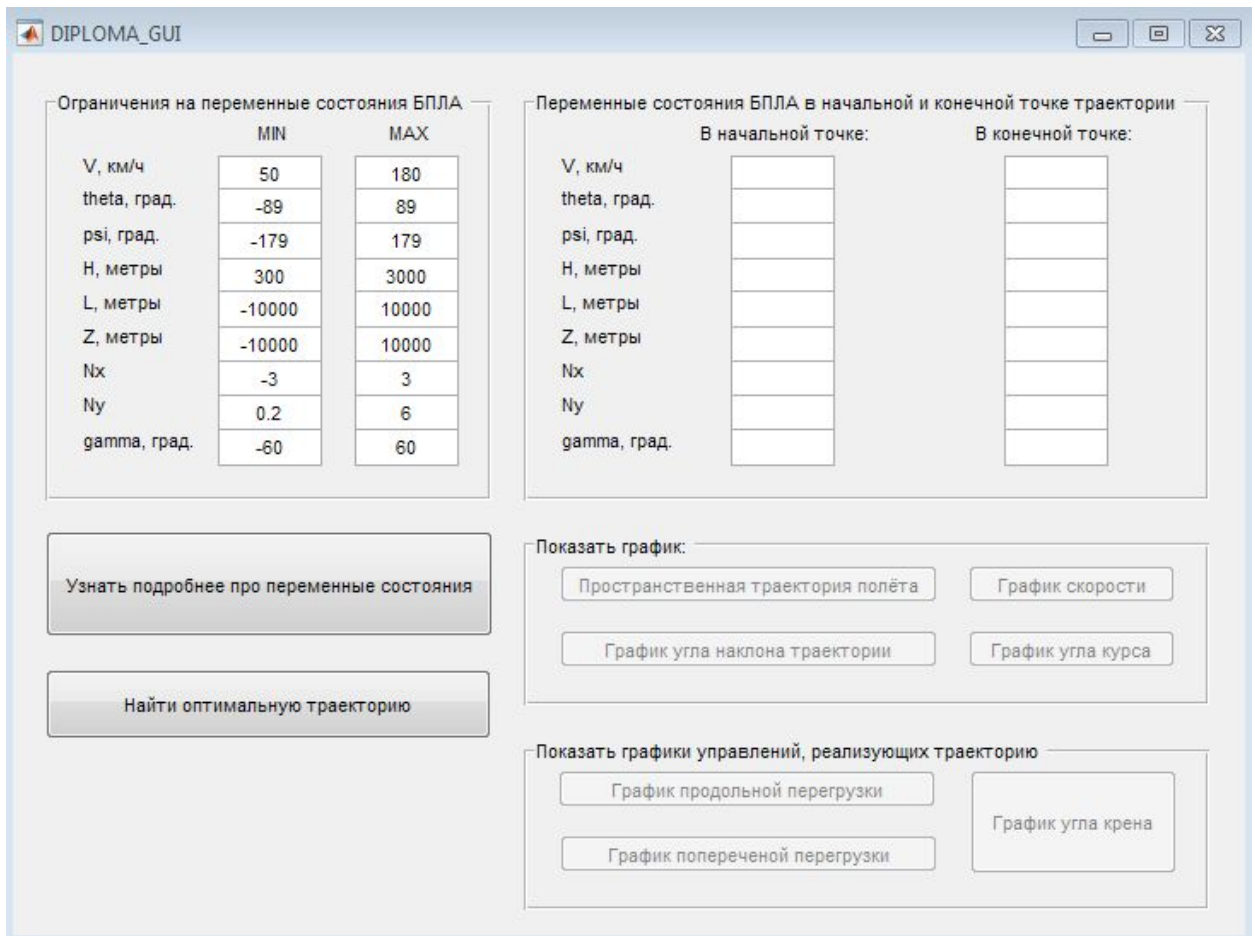 DIPLOMA_GUI
Ограничения на переменные состояния БПЛА
MIN MAX
V, км/ч 50 180
theta, град. -89 89
psi, град. -179 179
H, метры 300 3000
L, метры -10000 10000
Z, метры -10000 10000
Nx -3 3
Ny 0.2 6
gamma, град. -60 60
Переменные состояния БПЛА в начальной и конечной точке траектории
В начальной точке: В конечной точке:
V, км/ч
theta, град.
psi, град.
H, метры
L, метры
Z, метры
Nx
Ny
gamma, град.
Узнать подробнее про переменные состояния
Найти оптимальную траекторию
Показать график:
Пространственная траектория полёта График скорости
График угла наклона траектории График угла курса
Показать графики управлений, реализующих траекторию
График продольной перегрузки
График угла крена
График попереченой перегрузки